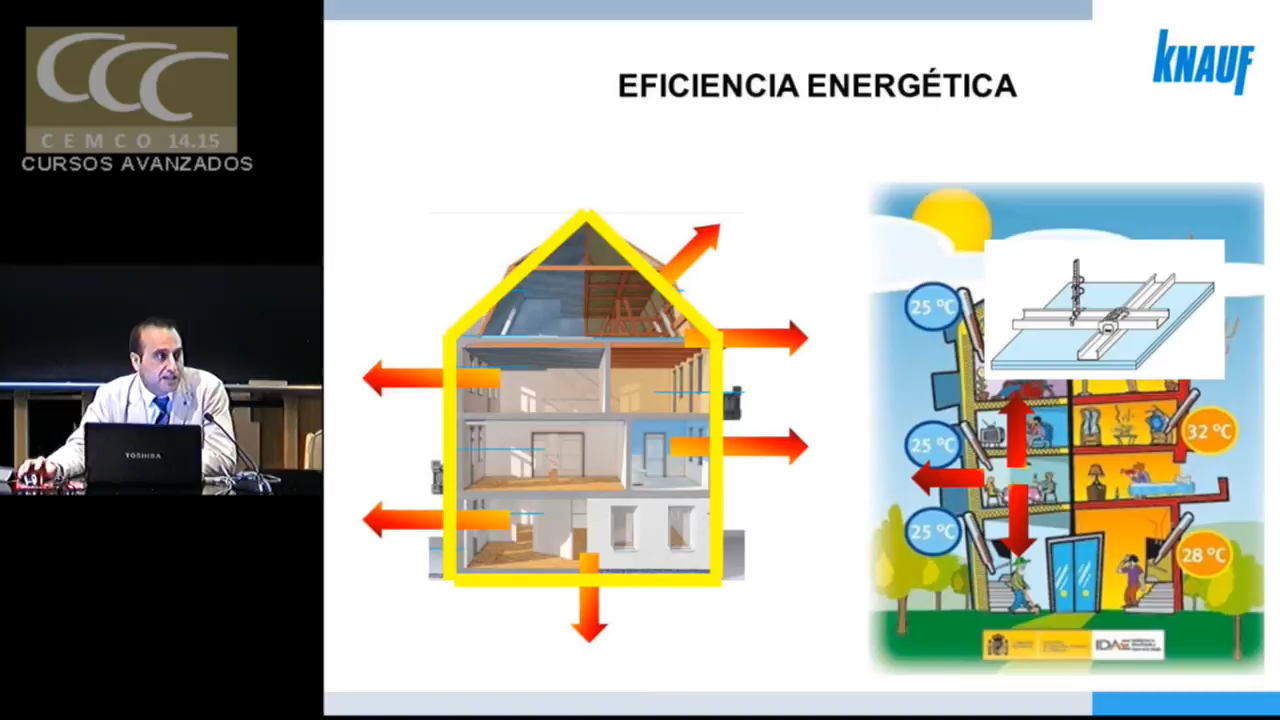 CCC
CEMCO 14.15
CURSOS AVANZADOS
TOSHIBA
KNAUF
EFICIENCIA ENERGÉTICA
25 ºC
25 ºC
32 ºC
25 ºC
28 ºC
IDAE